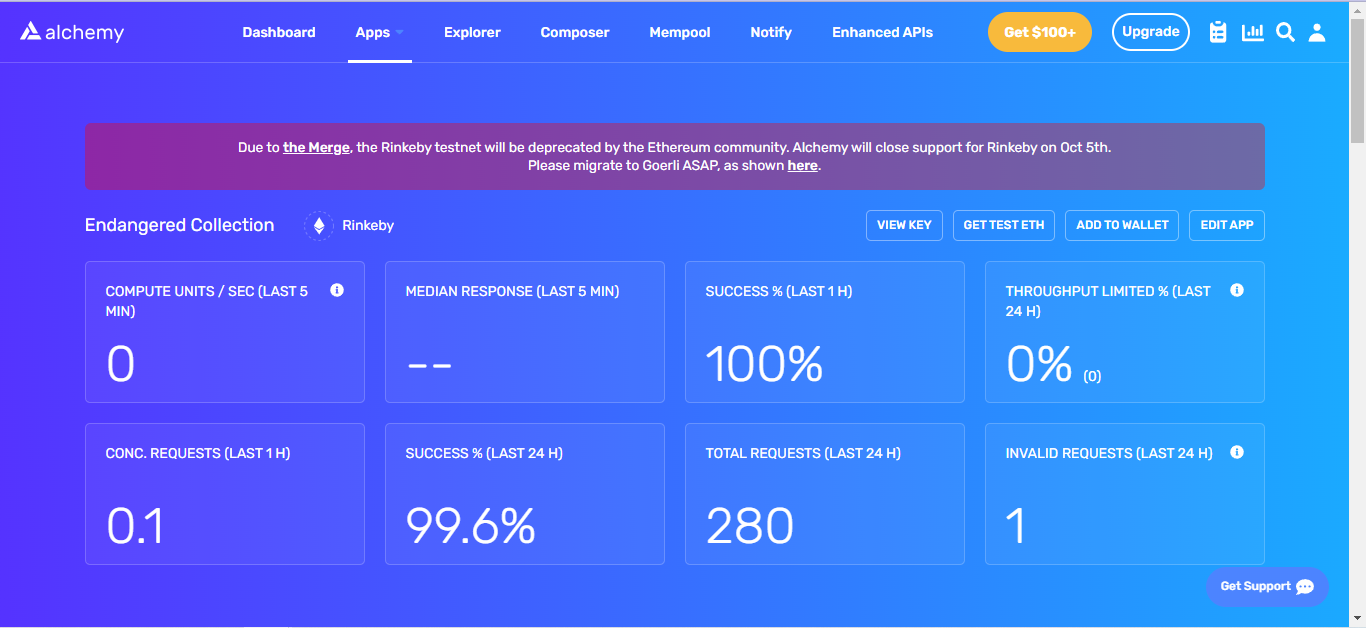 alchemy
Dashboard
Apps
Explorer
Composer
Mempool
Notify
Enhanced APIs
Get $100+
Upgrade
Due to the Merge, the Rinkeby testnet will be deprecated by the Ethereum community. Alchemy will close support for Rinkeby on Oct 5th.
Please migrate to Goerli ASAP, as shown here.
Endangered Collection
Rinkeby
VIEW KEY
GET TEST ETH
ADD TO WALLET
EDIT APP
COMPUTE UNITS / SEC (LAST 5
MIN)
0
MEDIAN RESPONSE (LAST 5 MIN)
--
SUCCESS % (LAST 1 H)
100%
THROUGHPUT LIMITED % (LAST
24 H)
0% (0)
CONC. REQUESTS (LAST 1 H)
0.1
SUCCESS % (LAST 24 H)
99.6%
TOTAL REQUESTS (LAST 24 H)
280
INVALID REQUESTS (LAST 24 H)
1
Get Support